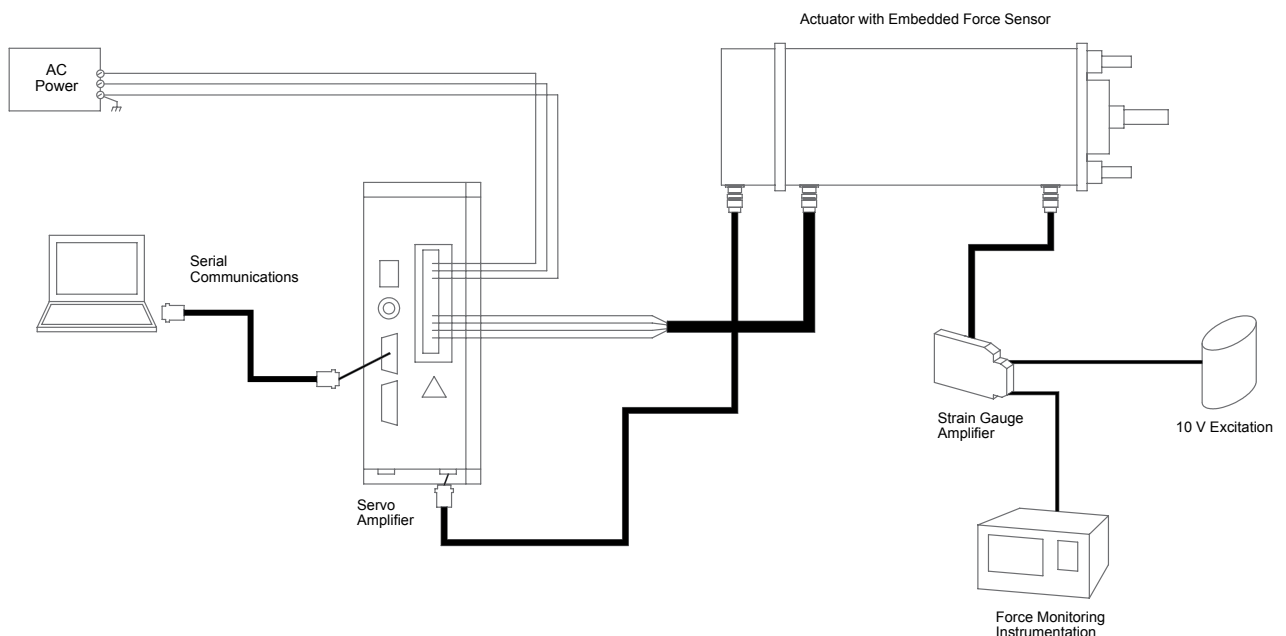 Actuator with Embedded Force Sensor
AC
Power
Serial
Communications
Strain Gauge
Amplifier
10 V Excitation
Servo
Amplifier
Force Monitoring
Instrumentation